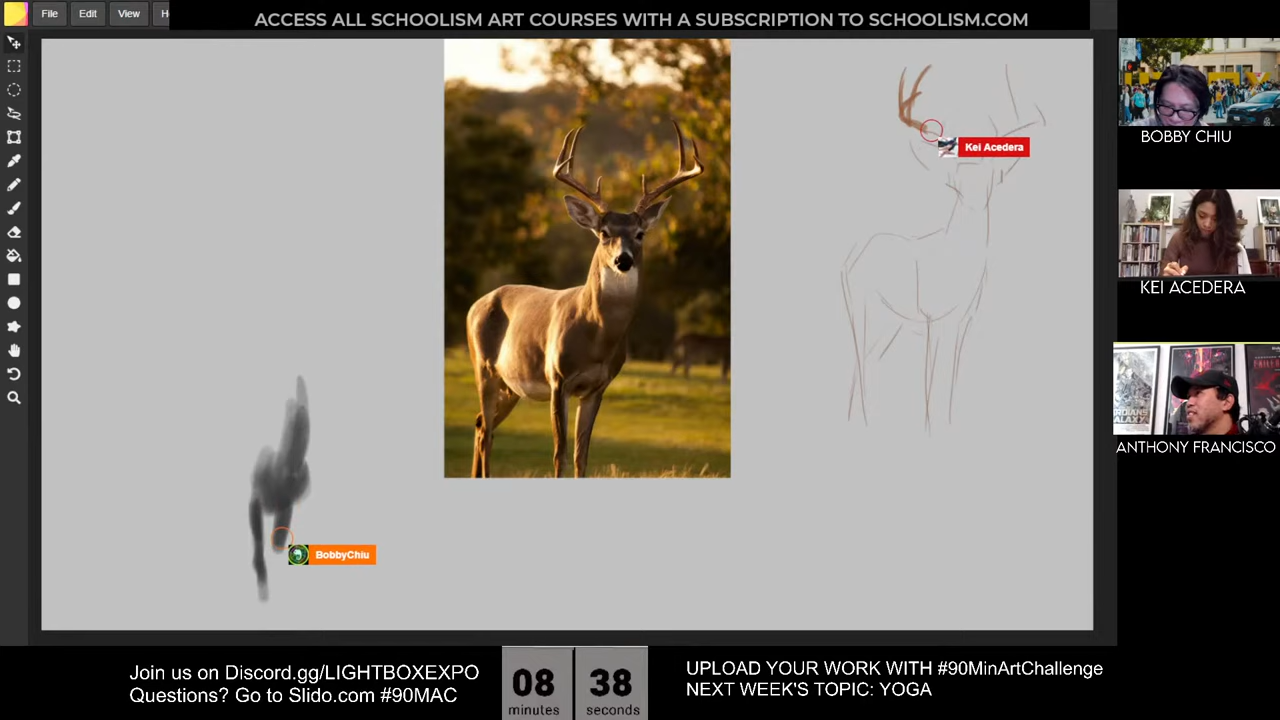 ACCESS ALL SCHOOLISM ART COURSES WITH A SUBSCRIPTION TO SCHOOLISM.COM
File Edit View
Kei Acedera
BobbyChiu
BOBBY CHIU
KEI ACEDERA
ANTHONY FRANCISCO
Join us on Discord.gg/LIGHTBOXEXPO
Questions? Go to Slido.com #90MAC
08 38
minutes seconds
UPLOAD YOUR WORK WITH #90MinArtChallenge
NEXT WEEK'S TOPIC: YOGA